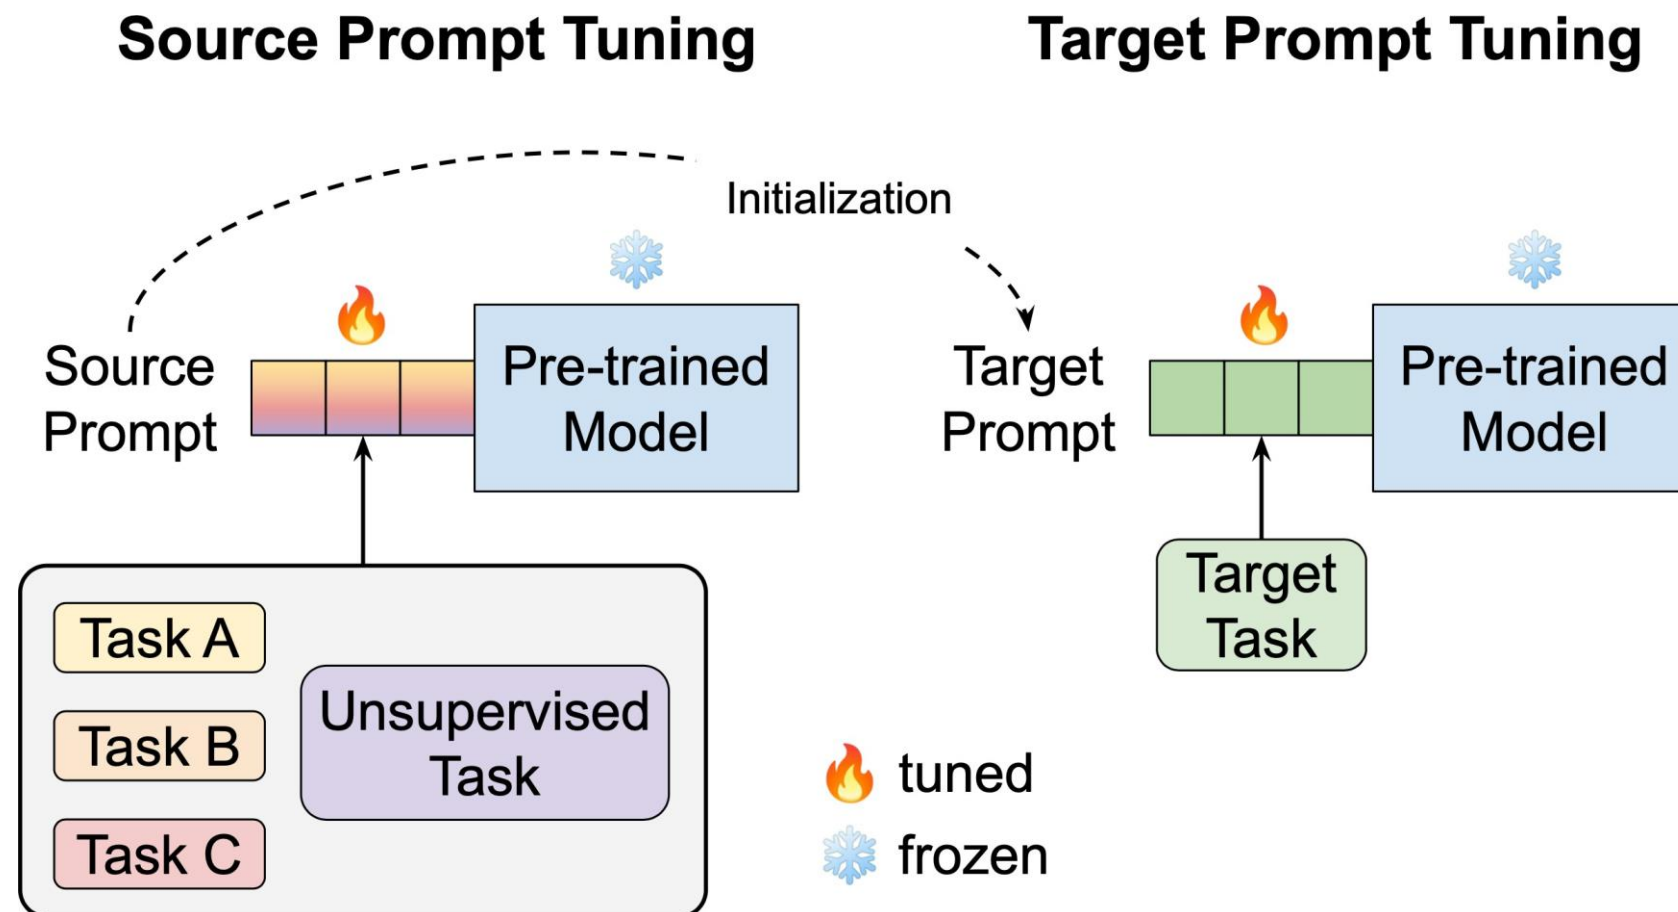 Source Prompt Tuning
Target Prompt Tuning
Initialization
Source
Prompt
Pre-trained
Model
Target
Prompt
Pre-trained
Model
Task A
Task B
Task C
Unsupervised
Task
Target
Task
tuned
frozen